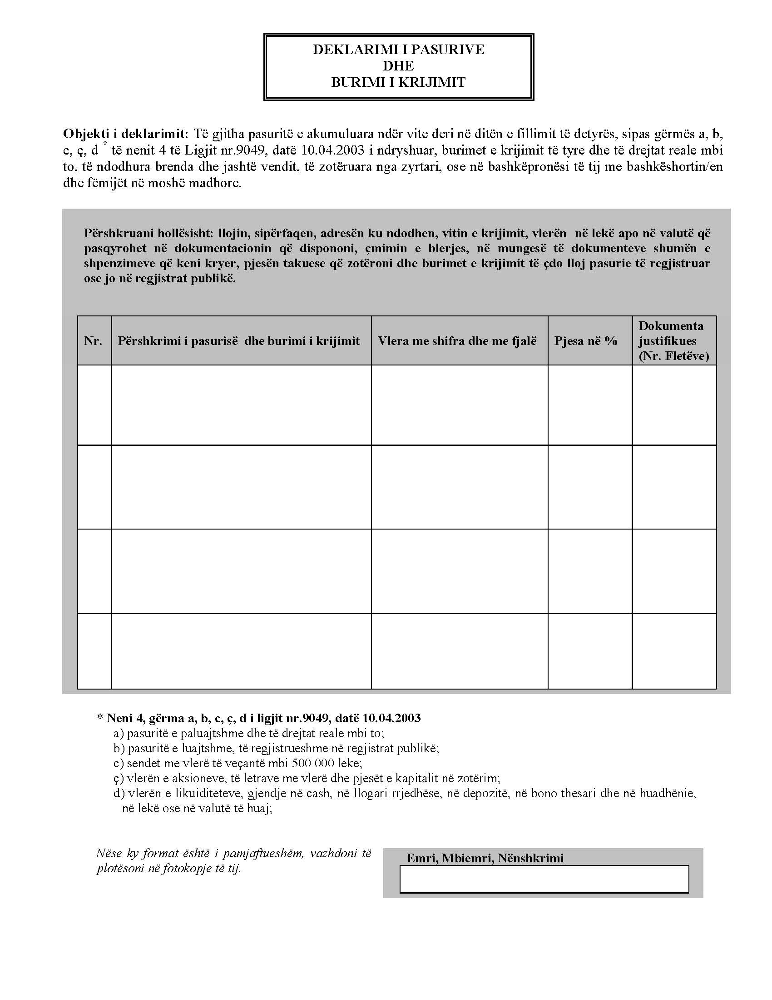 DEKLARIMI I PASURIVE
DHE
BURIMI I KRIJIMIT
Objekti i deklarimit: Të gjitha pasuritë e akumuluara ndër vite deri në ditën e fillimit të detyrës, sipas gërmës a, b,
c, ç, d * të nenit 4 të Ligjit nr.9049, datë 10.04.2003 i ndryshuar, burimet e krijimit të tyre dhe të drejtat reale mbi
to, të ndodhura brenda dhe jashtë vendit, të zotëruara nga zyrtari, ose në bashkëpronësi të tij me bashkëshortin/en
dhe fëmijët në moshë madhore.
Përshkruani hollësisht: llojin, sipërfaqen, adresën ku ndodhen, vitin e krijimit, vlerën në lekë apo në valutë që
pasqyrohet në dokumentacionin që dispononi, çmimin e blerjes, në mungesë të dokumenteve shumën e
shpenzimeve që keni kryer, pjesën takuese që zotëroni dhe burimet e krijimit të çdo lloj pasurie të regjistruar
ose jo në regjistrat publikë.
Nr.
Përshkrimi i pasurisë dhe burimi i krijimit
Vlera me shifra dhe me fjalë
Pjesa në %
Dokumenta
justifikues
(Nr. Fletëve)
* Neni 4, gërma a, b, c, ç, d i ligjit nr.9049, datë 10.04.2003
a) pasuritë e paluajtshme dhe të drejtat reale mbi to;
b) pasuritë e luajtshme, të regjistrueshme në regjistrat publikë;
c) sendet me vlerë të veçantë mbi 500 000 leke;
ç) vlerën e aksioneve, të letrave me vlerë dhe pjesët e kapitalit në zotërim;
d) vlerën e likuiditeteve, gjendje në cash, në llogari rrjedhëse, në depozitë, në bono thesari dhe në huadhënie,
në lekë ose në valutë të huaj;
Nëse ky format është i pamjaftueshëm, vazhdoni të
plotësoni në fotokopje të tij.
Emri, Mbiemri, Nënshkrimi